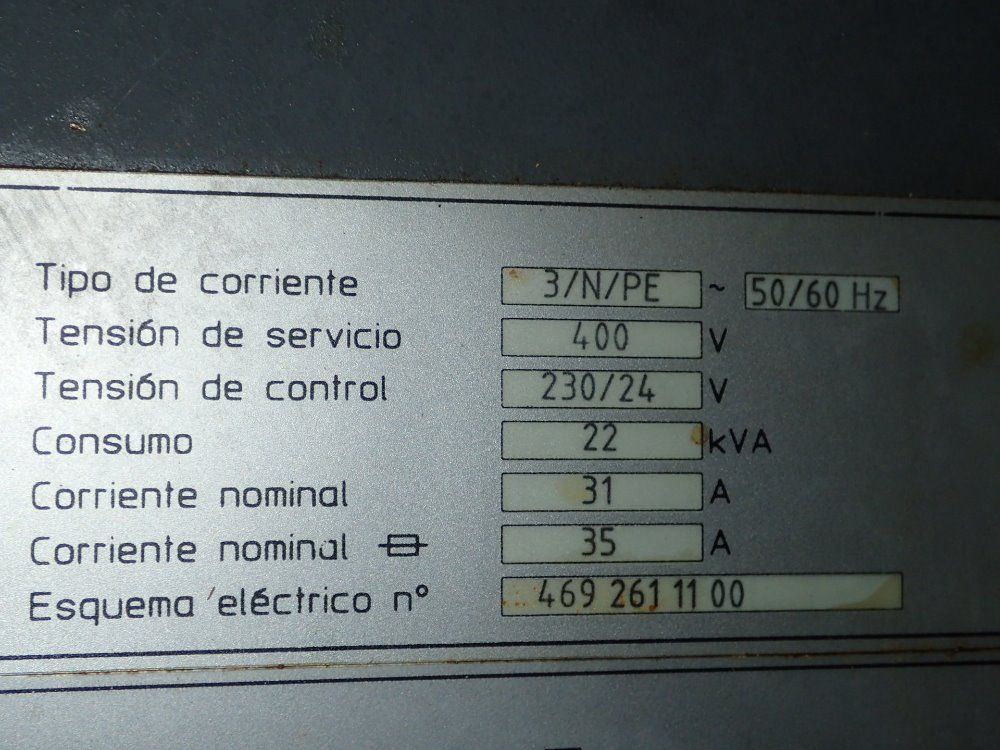 Tipo de corriente 3/N/PE ~ 50/60 Hz
Tensión de servicio 400 V
Tensión de control 230/24 V
Consumo 22 kVA
Corriente nominal 31 A
Corriente nominal 35 A
Esquema eléctrico nº 469 261 11 00